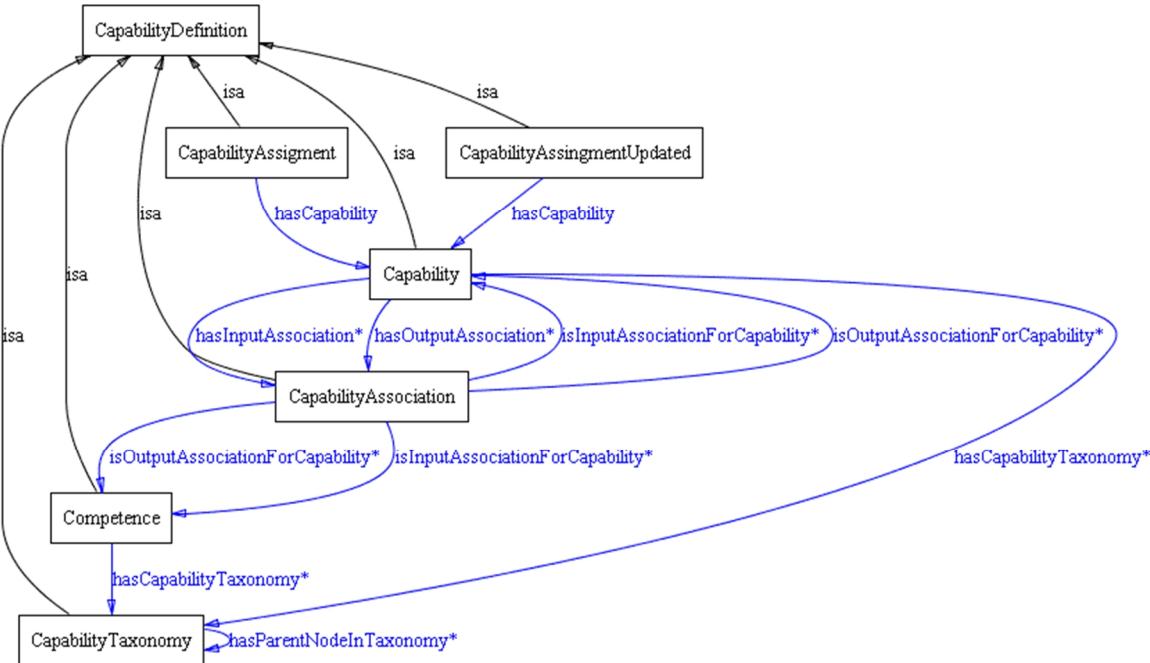 CapabilityDefinition
isa
isa
CapabilityAssigment
CapabilityAssingmentUpdated
isa
isa
hasCapability
hasCapability
isa
Capability
isa
hasInputAssociation*
hasOutputAssociation*
isInputAssociationForCapability*
isOutputAssociationForCapability*
CapabilityAssociation
isOutputAssociationForCapability*
isInputAssociationForCapability*
hasCapabilityTaxonomy*
Competence
hasCapabilityTaxonomy*
CapabilityTaxonomy
hasParentNodeInTaxonomy*